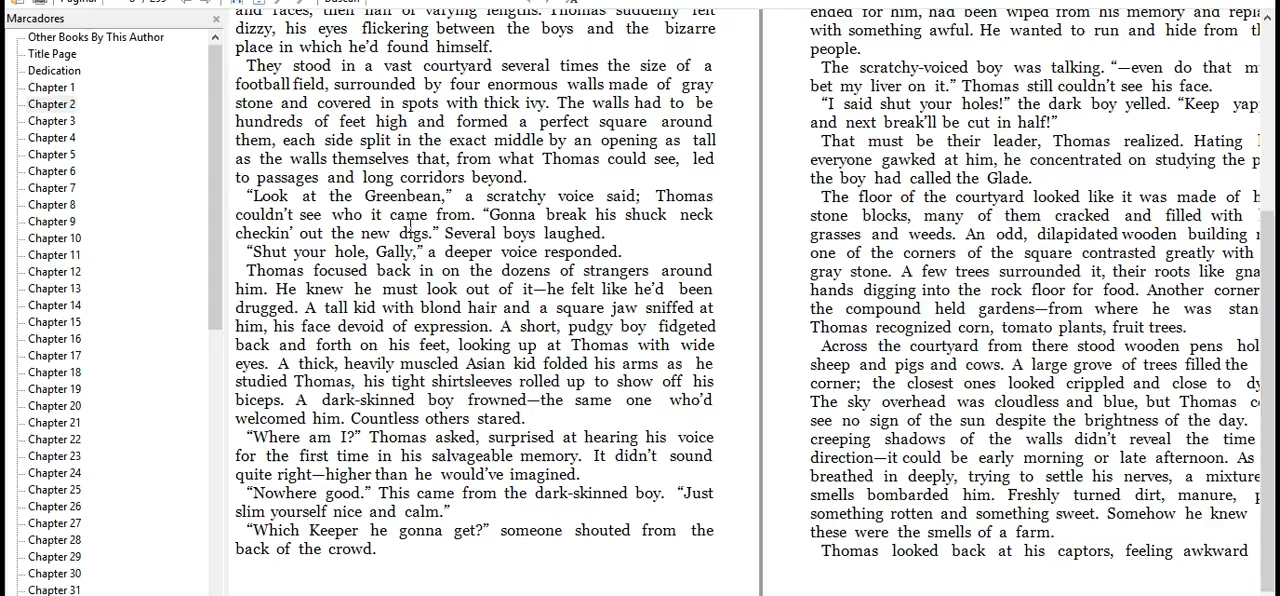 Marcadores
Other Books By This Author
Title Page
Dedication
Chapter 1
Chapter 2
Chapter 3
Chapter 4
Chapter 5
Chapter 6
Chapter 7
Chapter 8
Chapter 9
Chapter 10
Chapter 11
Chapter 12
Chapter 13
Chapter 14
Chapter 15
Chapter 16
Chapter 17
Chapter 18
Chapter 19
Chapter 20
Chapter 21
Chapter 22
Chapter 23
Chapter 24
Chapter 25
Chapter 26
Chapter 27
Chapter 28
Chapter 29
Chapter 30
Chapter 31
and faces, their hair of varying lengths. Thomas suddenly felt
dizzy, his eyes flickering between the boys and the bizarre
place in which he’d found himself.
They stood in a vast courtyard several times the size of a
football field, surrounded by four enormous walls made of gray
stone and covered in spots with thick ivy. The walls had to be
hundreds of feet high and formed a perfect square around
them, each side split in the exact middle by an opening as tall
as the walls themselves that, from what Thomas could see, led
to passages and long corridors beyond.
“Look at the Greenbean,” a scratchy voice said; Thomas
couldn’t see who it came from. “Gonna break his shuck neck
checkin’ out the new digs.” Several boys laughed.
“Shut your hole, Gally,” a deeper voice responded.
Thomas focused back in on the dozens of strangers around
him. He knew he must look out of it—he felt like he’d been
drugged. A tall kid with blond hair and a square jaw sniffed at
him, his face devoid of expression. A short, pudgy boy fidgeted
back and forth on his feet, looking up at Thomas with wide
eyes. A thick, heavily muscled Asian kid folded his arms as he
studied Thomas, his tight shirtsleeves rolled up to show off his
biceps. A dark-skinned boy frowned—the same one who’d
welcomed him. Countless others stared.
“Where am I?” Thomas asked, surprised at hearing his voice
for the first time in his salvageable memory. It didn’t sound
quite right—higher than he would’ve imagined.
“Nowhere good.” This came from the dark-skinned boy. “Just
slim yourself nice and calm.”
“Which Keeper he gonna get?” someone shouted from the
back of the crowd.
ended for him, had been wiped from his memory and repla
with something awful. He wanted to run and hide from
people.
The scratchy-voiced boy was talking. “—even do that m
bet my liver on it.” Thomas still couldn’t see his face.
“I said shut your holes!” the dark boy yelled. “Keep yap
and next break’ll be cut in half!”
That must be their leader, Thomas realized. Hating
everyone gawked at him, he concentrated on studying the p
the boy had called the Glade.
The floor of the courtyard looked like it was made of h
stone blocks, many of them cracked and filled with
grasses and weeds. An odd, dilapidated wooden building
one of the corners of the square contrasted greatly with
gray stone. A few trees surrounded it, their roots like gna
hands digging into the rock floor for food. Another corner
the compound held gardens—from where he was stan
Thomas recognized corn, tomato plants, fruit trees.
Across the courtyard from there stood wooden pens hol
sheep and pigs and cows. A large grove of trees filled the
corner; the closest ones looked crippled and close to dy
The sky overhead was cloudless and blue, but Thomas c
see no sign of the sun despite the brightness of the day.
creeping shadows of the walls didn’t reveal the time
direction—it could be early morning or late afternoon. As
breathed in deeply, trying to settle his nerves, a mixture
smells bombarded him. Freshly turned dirt, manure, p
something rotten and something sweet. Somehow he knew
these were the smells of a farm.
Thomas looked back at his captors, feeling awkward